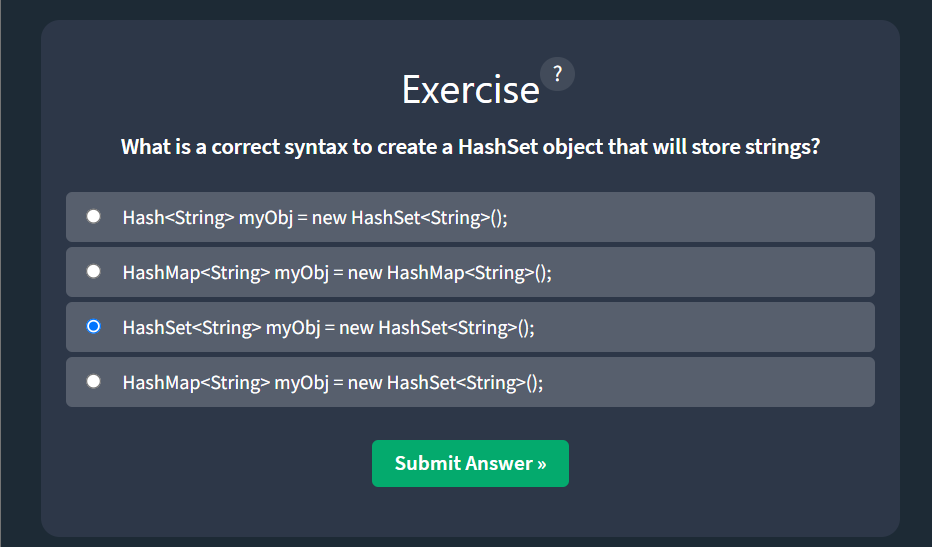 Exercise ?
What is a correct syntax to create a HashSet object that will store strings?
Hash<String> myObj = new HashSet<String>();
HashMap<String> myObj = new HashMap<String>();
HashSet<String> myObj = new HashSet<String>();
HashMap<String> myObj = new HashSet<String>();
Submit Answer »